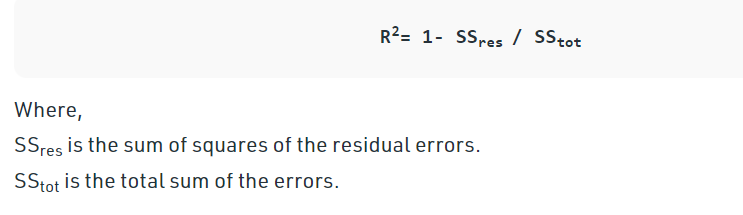 R²= 1- SSres / SStot
Where,
SSres is the sum of squares of the residual errors.
SStot is the total sum of the errors.